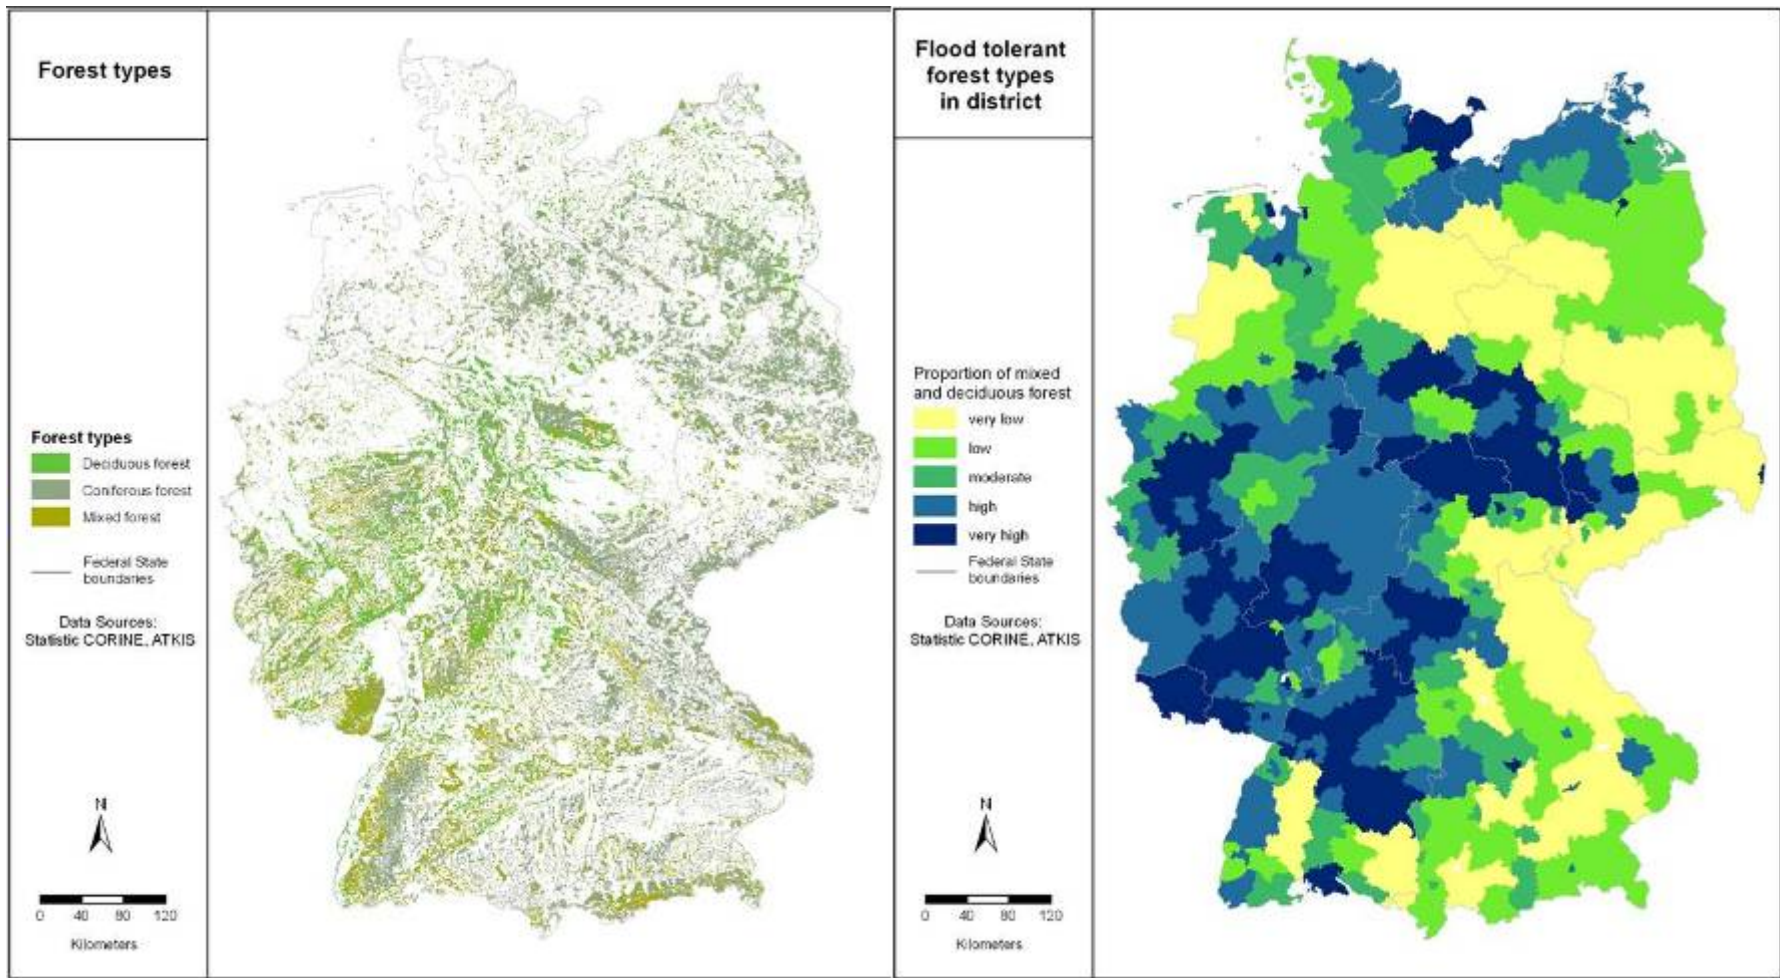 Forest types
Forest types
Deciduous forest
Coniferous forest
Mixed forest
Federal State
boundaries
Data Sources:
Statistic CORINE, ATKIS
N
0 40 80 120
Kilometers
Flood tolerant
forest types
in district
Proportion of mixed
and deciduous forest
very low
low
moderate
high
very high
Federal State
boundaries
Data Sources:
Statistic CORINE, ATKIS
N
0 40 80 120
Kilometers